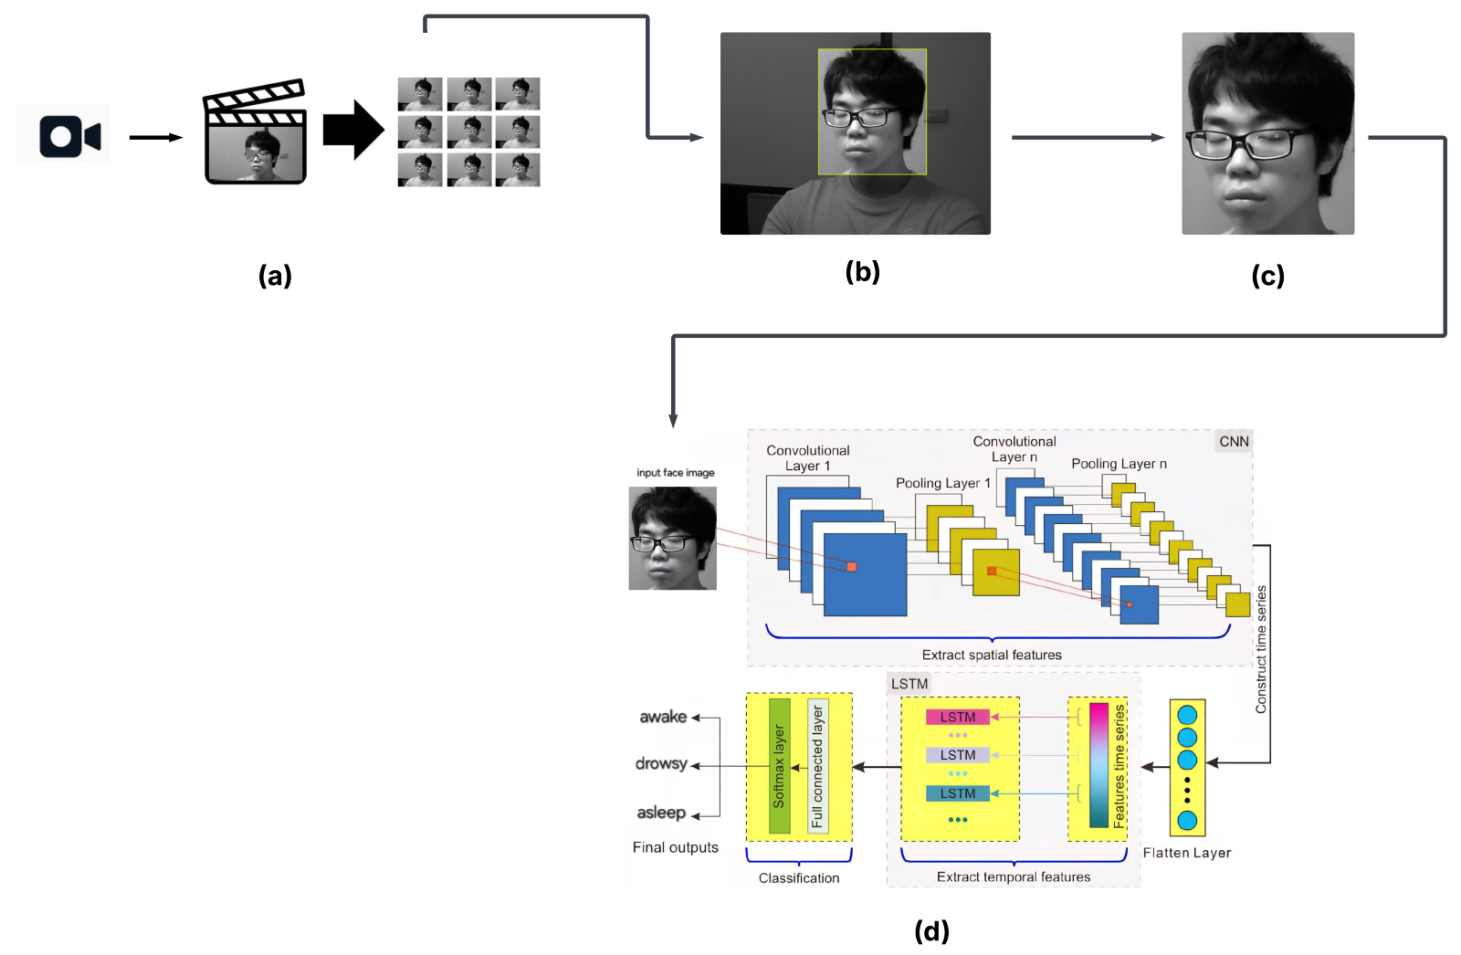 (a)
(b)
(c)
CNN
Convolutional
Layer 1
Pooling Layer 1
Convolutional
Layer n
Pooling Layer n
input face image
Extract spatial features
Construct time series
LSTM
awake
drowsy
asleep
Final outputs
Softmax layer
Full connected layer
Classification
LSTM
LSTM
LSTM
Features time series
Extract temporal features
Flatten Layer
(d)